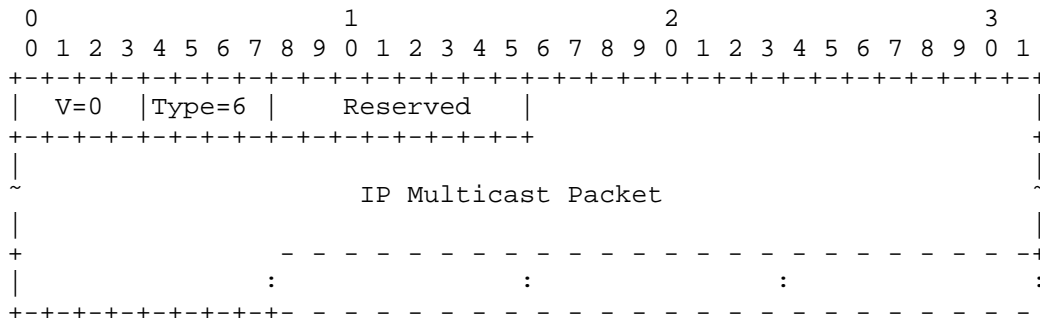 0                   1                   2                   3
 0 1 2 3 4 5 6 7 8 9 0 1 2 3 4 5 6 7 8 9 0 1 2 3 4 5 6 7 8 9 0 1
+-+-+-+-+-+-+-+-+-+-+-+-+-+-+-+-+-+-+-+-+-+-+-+-+-+-+-+-+-+-+-+-+
|  V=0  |Type=6 |    Reserved   |                               |
+-+-+-+-+-+-+-+-+-+-+-+-+-+-+-+-+                               +
|                                                               |
~                     IP Multicast Packet                       ~
|                                                               |
+                - - - - - - - - - - - - - - - - - - - - - - - -+
|               :               :               :               :
+-+-+-+-+-+-+-+-+- - - - - - - - - - - - - - - - - - - - - - - -